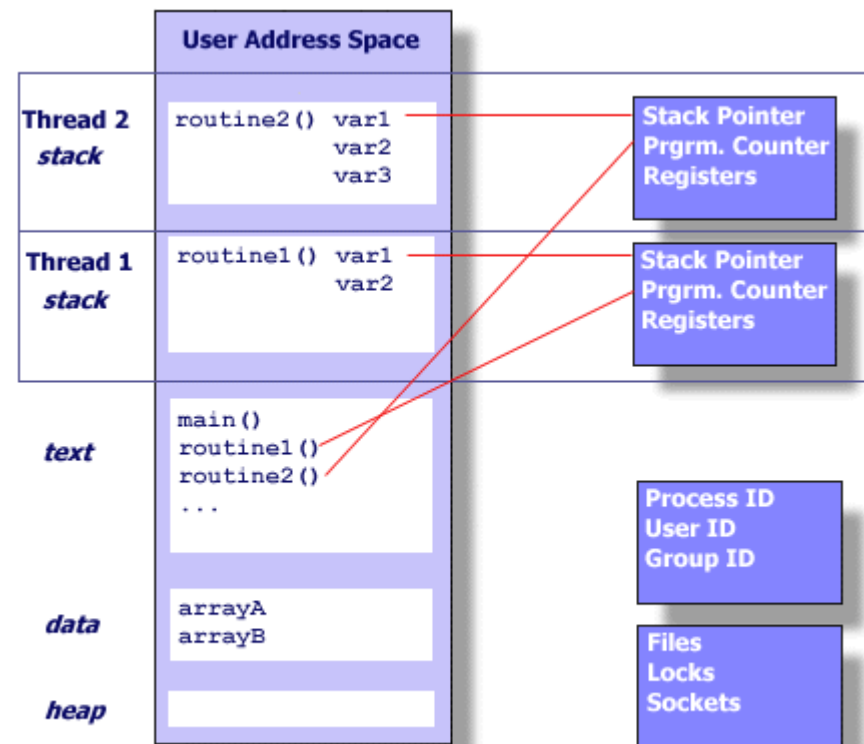 User Address Space
Thread 2
stack
routine2() var1
var2
var3
Stack Pointer
Prgrm. Counter
Registers
Thread 1
stack
routine1() var1
var2
Stack Pointer
Prgrm. Counter
Registers
text
main()
routine1()
routine2()
...
Process ID
User ID
Group ID
data
arrayA
arrayB
Files
Locks
Sockets
heap